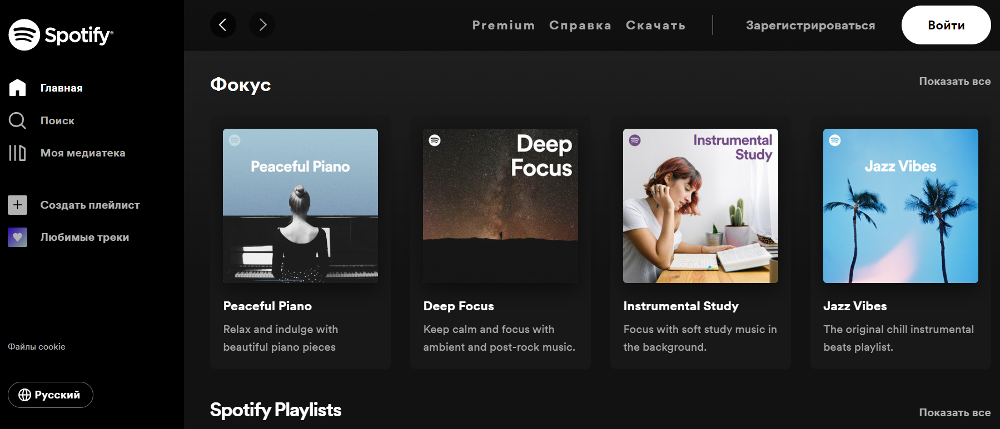 Spotify®
Главная
Поиск
Моя медиатека
Создать плейлист
Любимые треки
Файлы cookie
Русский
Premium Справка Скачать Зарегистрироваться Войти
Фокус
Показать все
Peaceful Piano
Deep
Focus
Instrumental
Study
Jazz Vibes
Peaceful Piano
Relax and indulge with
beautiful piano pieces
Deep Focus
Keep calm and focus with
ambient and post-rock music.
Instrumental Study
Focus with soft study music in
the background.
Jazz Vibes
The original chill instrumental
beats playlist.
Spotify Playlists
Показать все